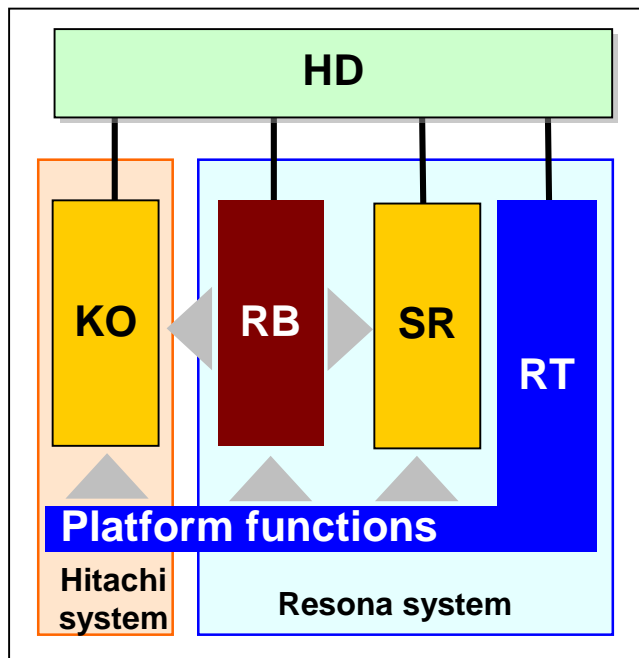 HD
KO
RB
SR
RT
Platform functions
Hitachi
system
Resona system